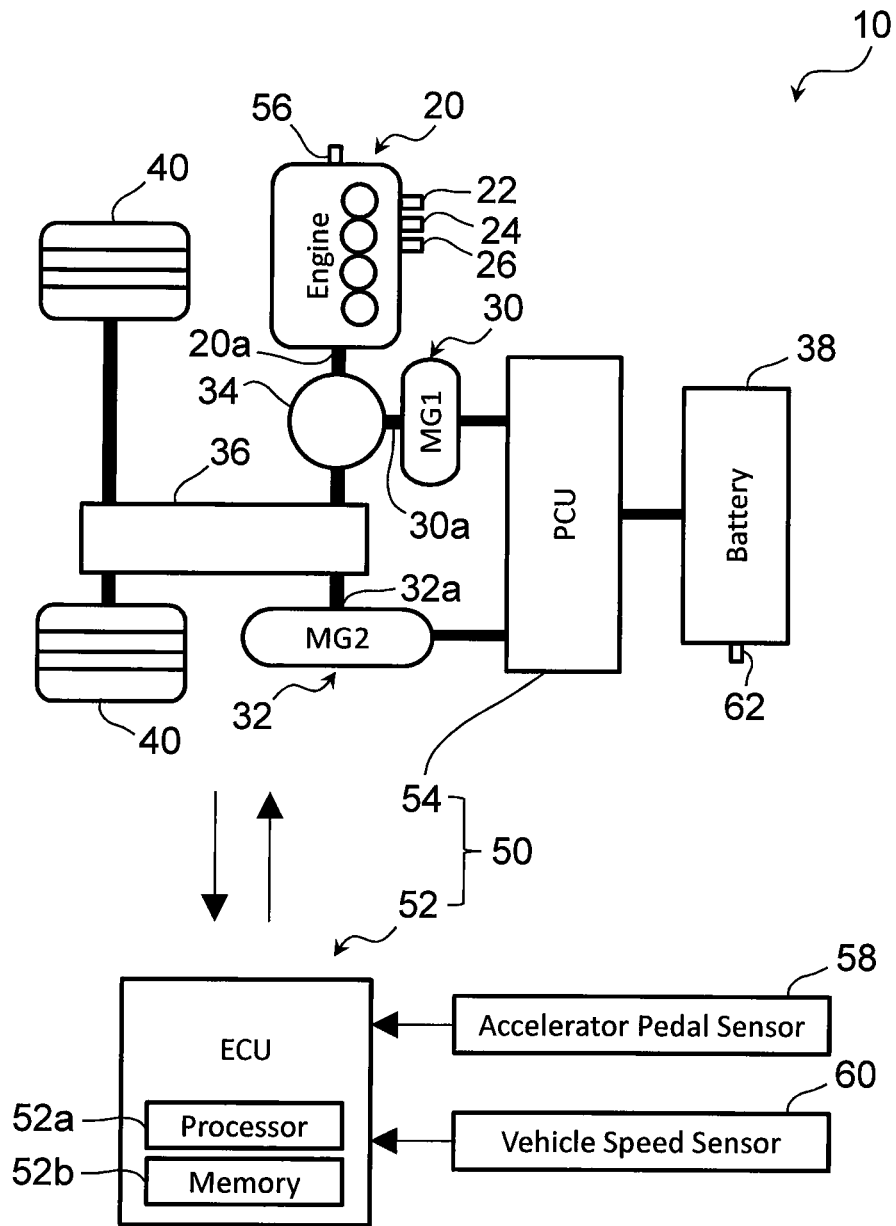 10
56
20
40
22
24
26
Engine
20a
30
34
MG1
38
36
30a
PCU
Battery
32a
MG2
32
62
40
54
50
52
58
ECU
Accelerator Pedal Sensor
60
52a
Processor
Vehicle Speed Sensor
52b
Memory